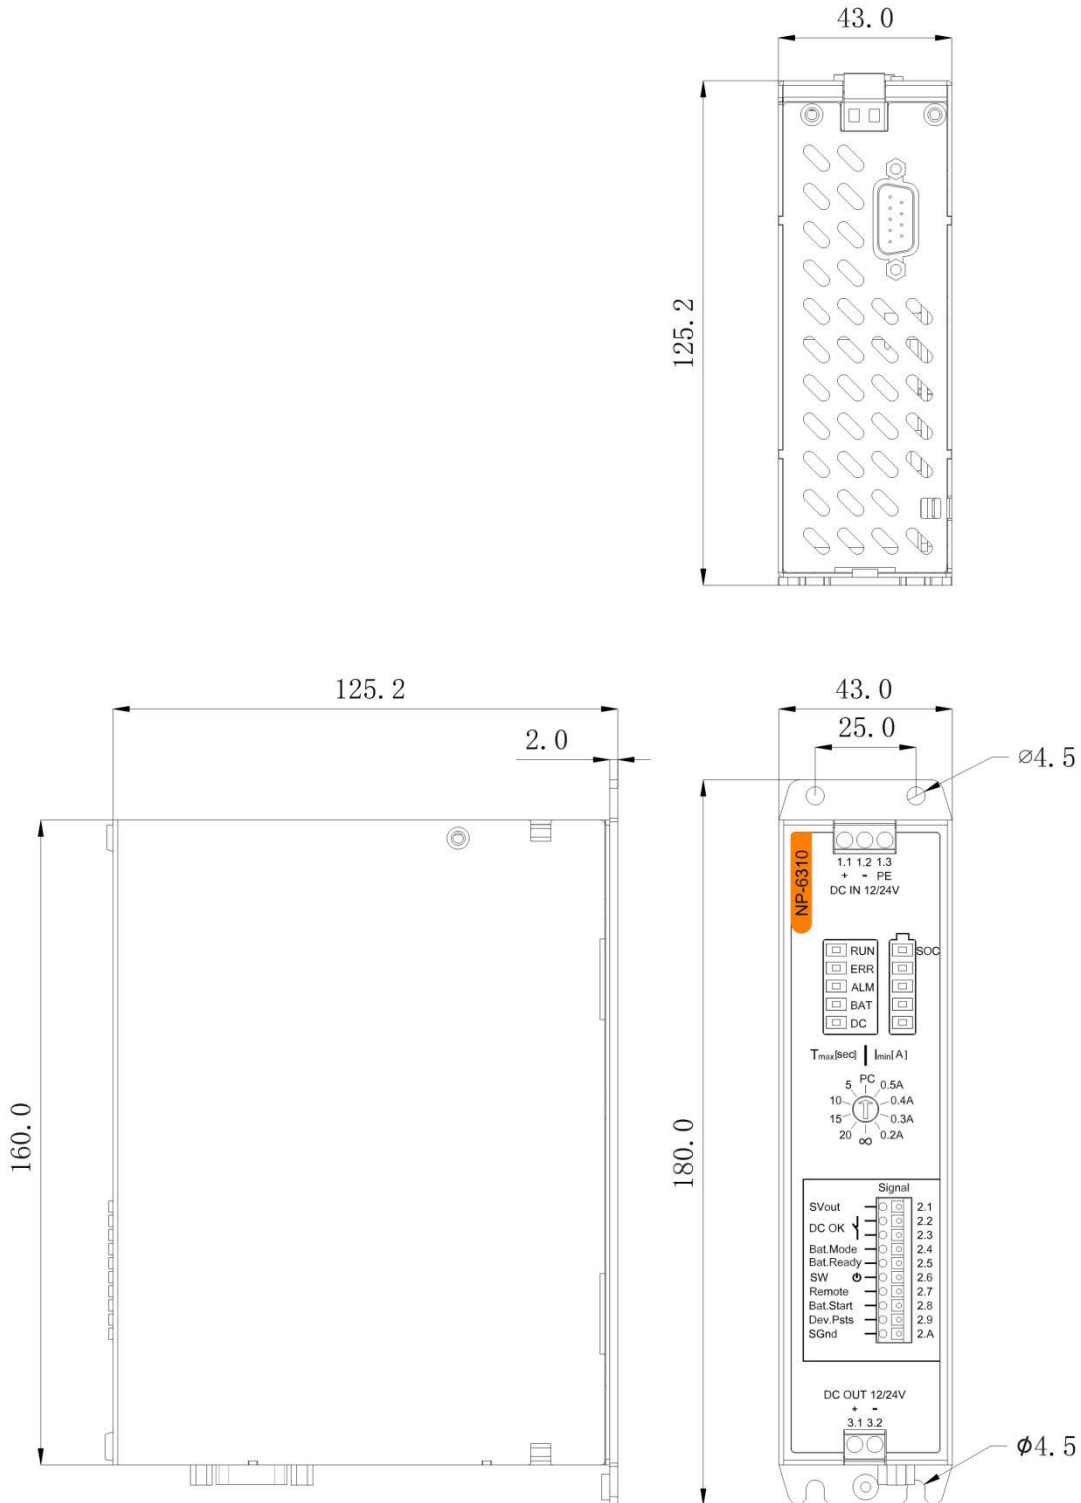 43.0
125.2
125.2
2.0
160.0
43.0
25.0
⌀4.5
180.0
NP-6310
1.1 1.2 1.3
+ - PE
DC IN 12/24V
RUN
SOC
ERR
ALM
BAT
DC
Tmax[sec] | Imin[A]
PC
5 0.5A
10 0.4A
15 0.3A
20 0.2A
∞
Signal
SVout 2.1
2.2
DC OK
2.3
Bat.Mode 2.4
Bat.Ready 2.5
SW 2.6
Remote 2.7
Bat.Start 2.8
Dev.Psts 2.9
SGnd 2.A
DC OUT 12/24V
+ -
3.1 3.2
ϕ4.5